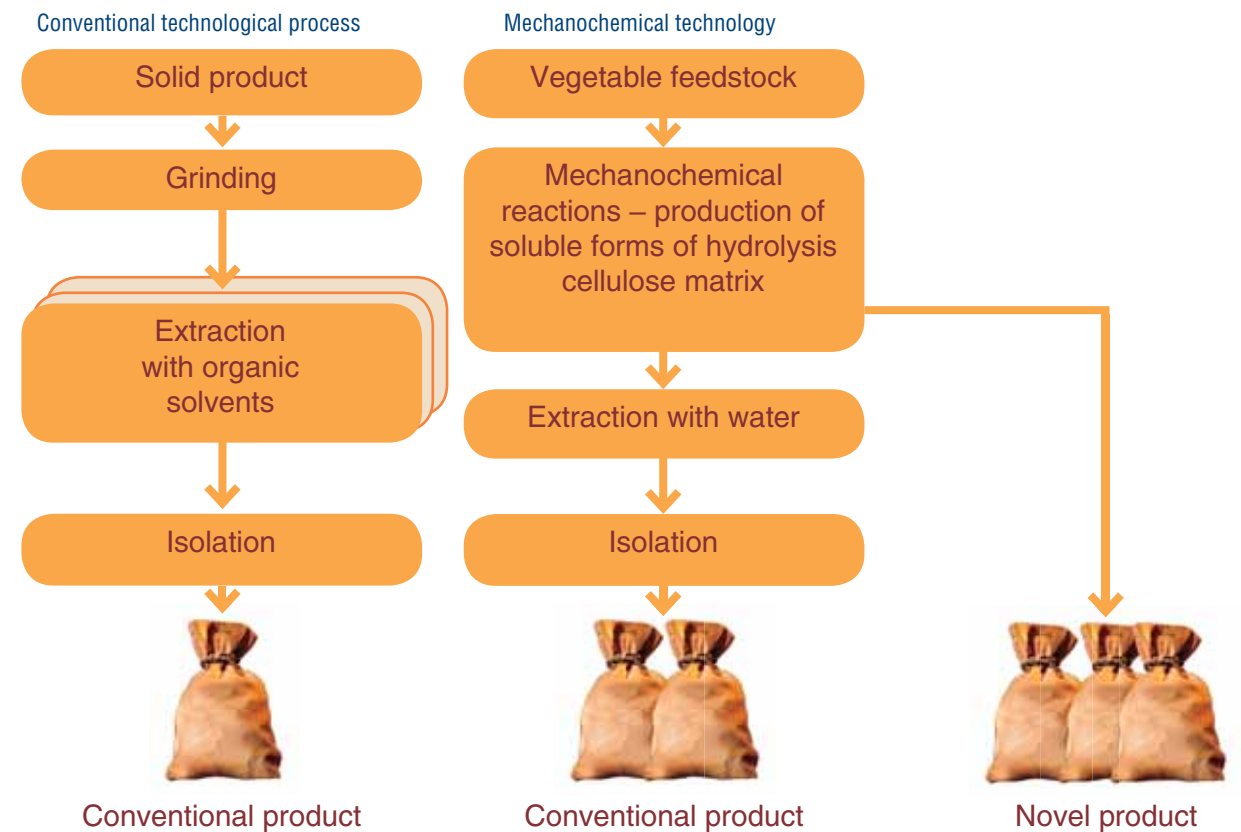 Conventional technological process
Solid product
Grinding
Extraction
with organic
solvents
Isolation
Conventional product
Mechanochemical technology
Vegetable feedstock
Mechanochemical
reactions – production of
soluble forms of hydrolysis
cellulose matrix
Extraction with water
Isolation
Conventional product
Novel product